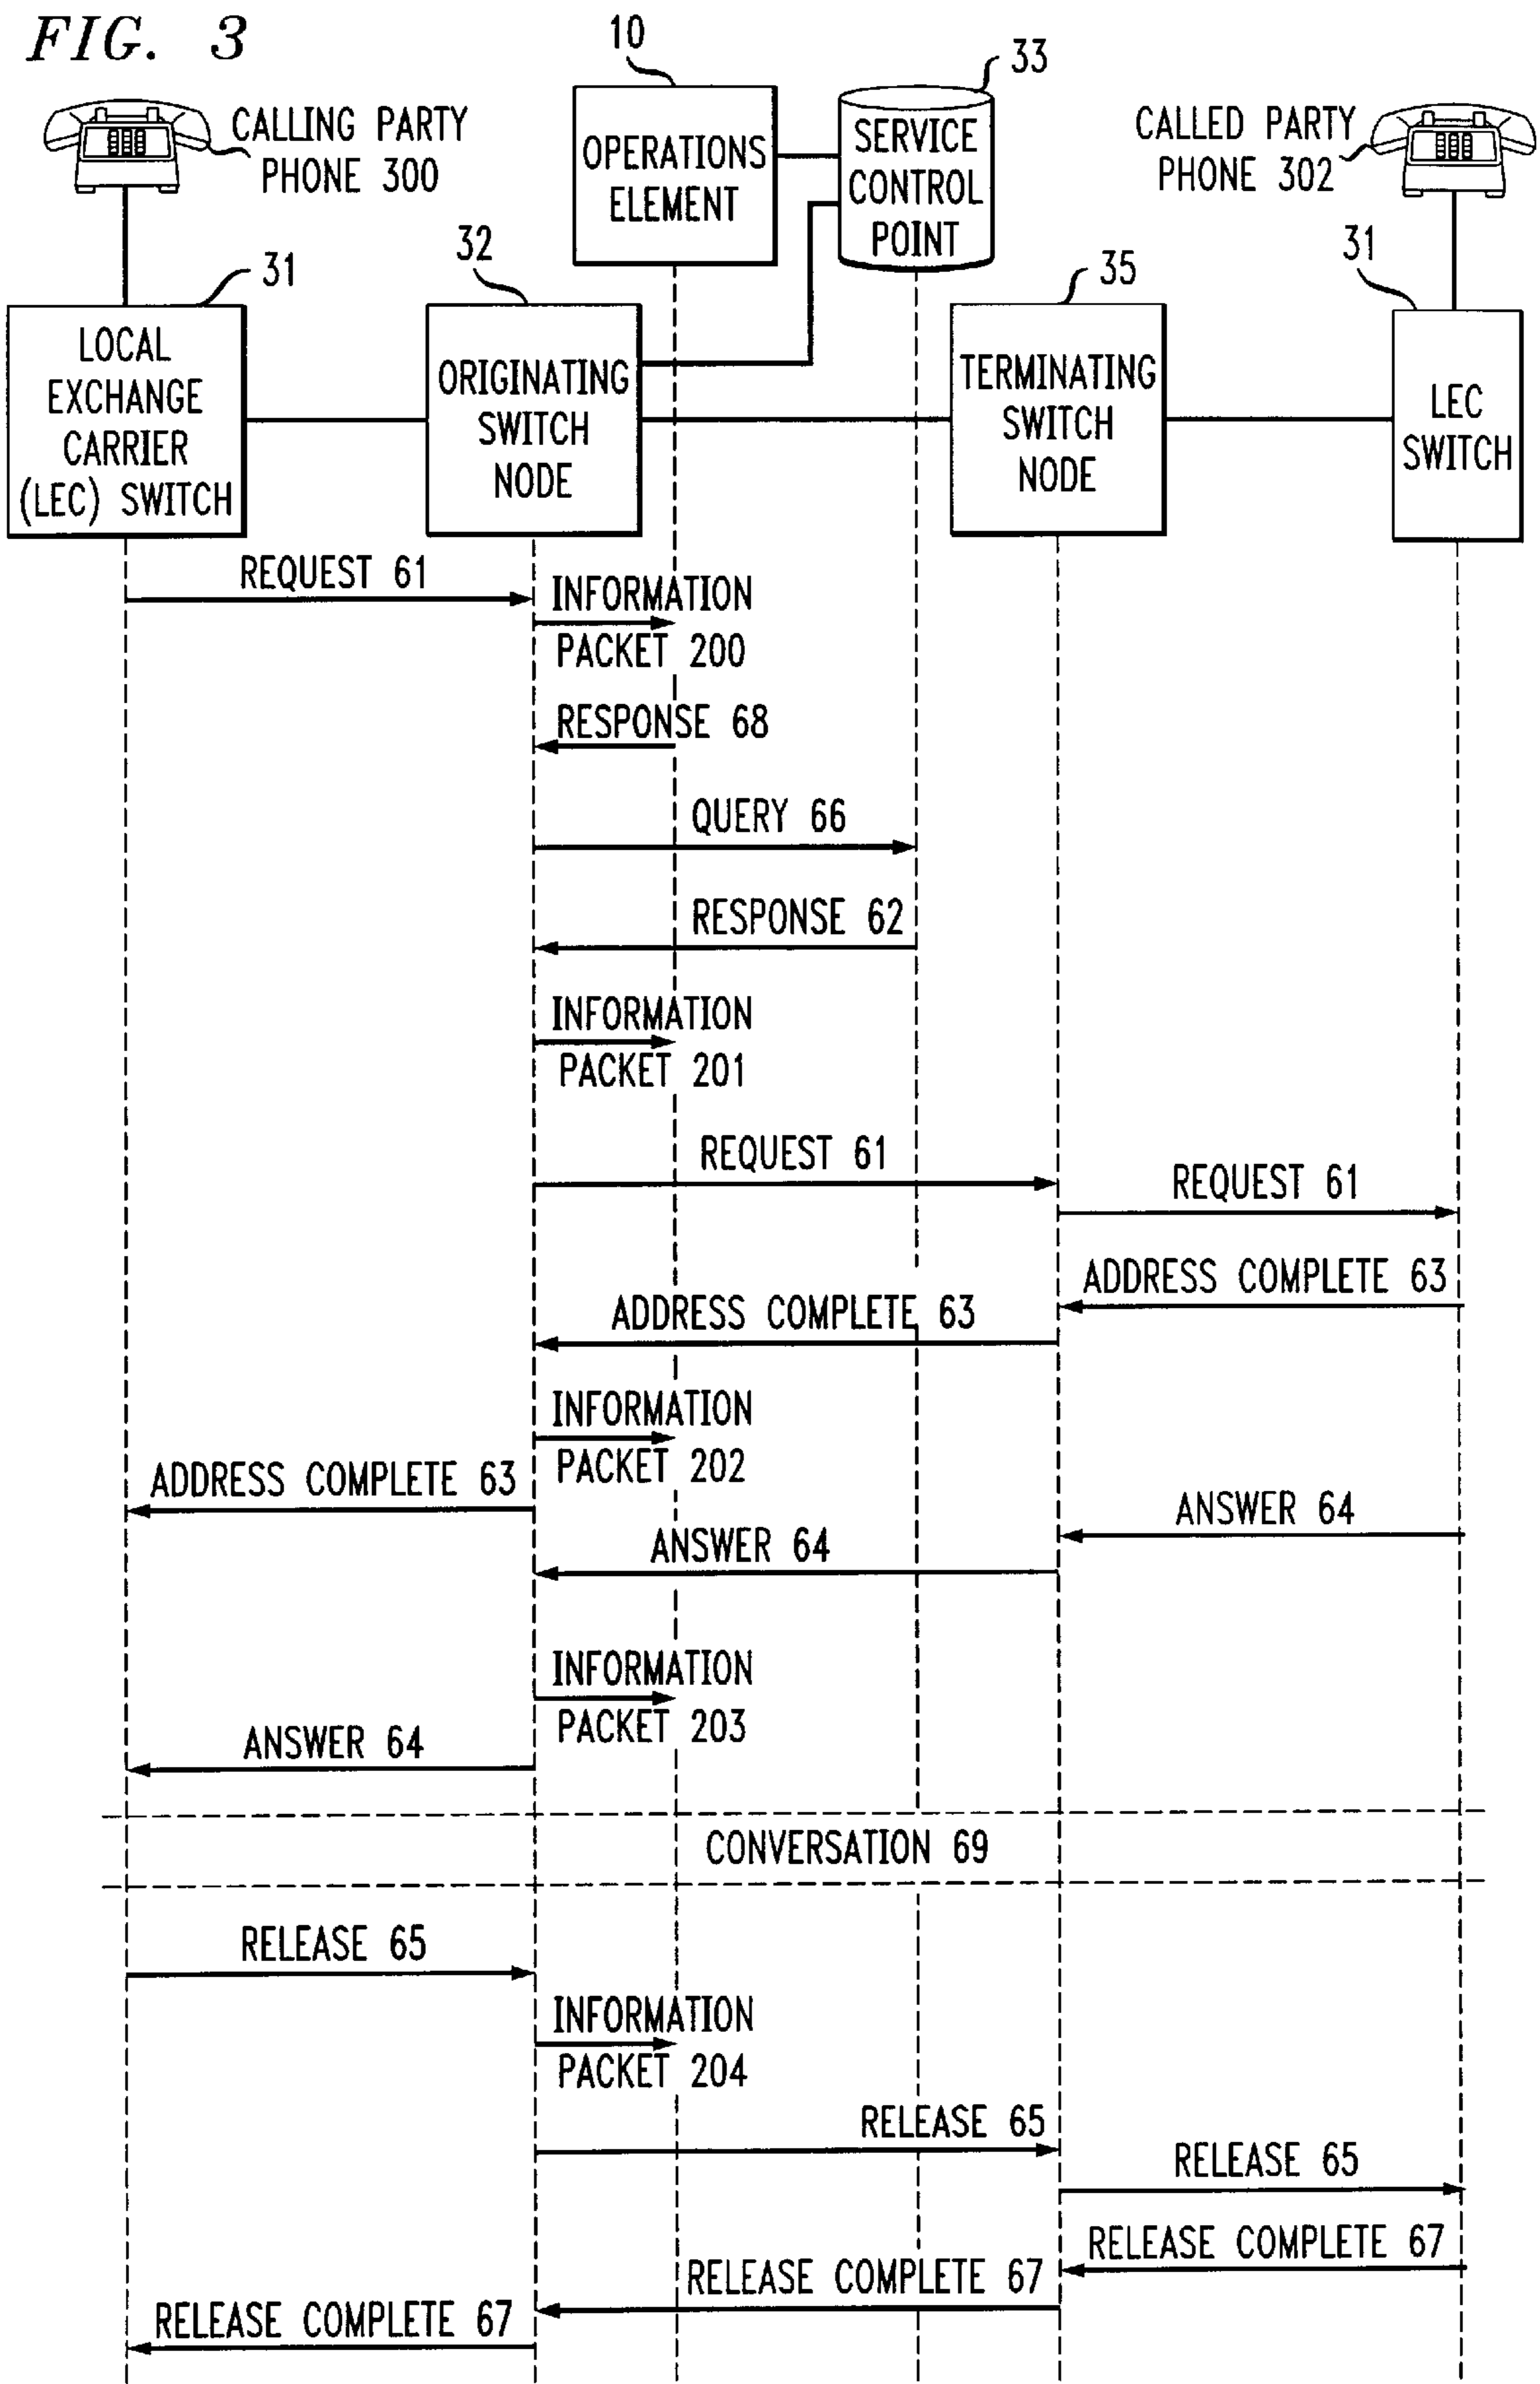 FIG. 3
10
33
CALLING PARTY
PHONE 300
OPERATIONS
ELEMENT
SERVICE
CONTROL
POINT
CALLED PARTY
PHONE 302
31
32
35
31
LOCAL
EXCHANGE
CARRIER
(LEC) SWITCH
ORIGINATING
SWITCH
NODE
TERMINATING
SWITCH
NODE
LEC
SWITCH
REQUEST 61
INFORMATION
PACKET 200
RESPONSE 68
QUERY 66
RESPONSE 62
INFORMATION
PACKET 201
REQUEST 61
REQUEST 61
ADDRESS COMPLETE 63
ADDRESS COMPLETE 63
INFORMATION
PACKET 202
ADDRESS COMPLETE 63
ANSWER 64
ANSWER 64
INFORMATION
PACKET 203
ANSWER 64
CONVERSATION 69
RELEASE 65
INFORMATION
PACKET 204
RELEASE 65
RELEASE 65
RELEASE COMPLETE 67
RELEASE COMPLETE 67
RELEASE COMPLETE 67